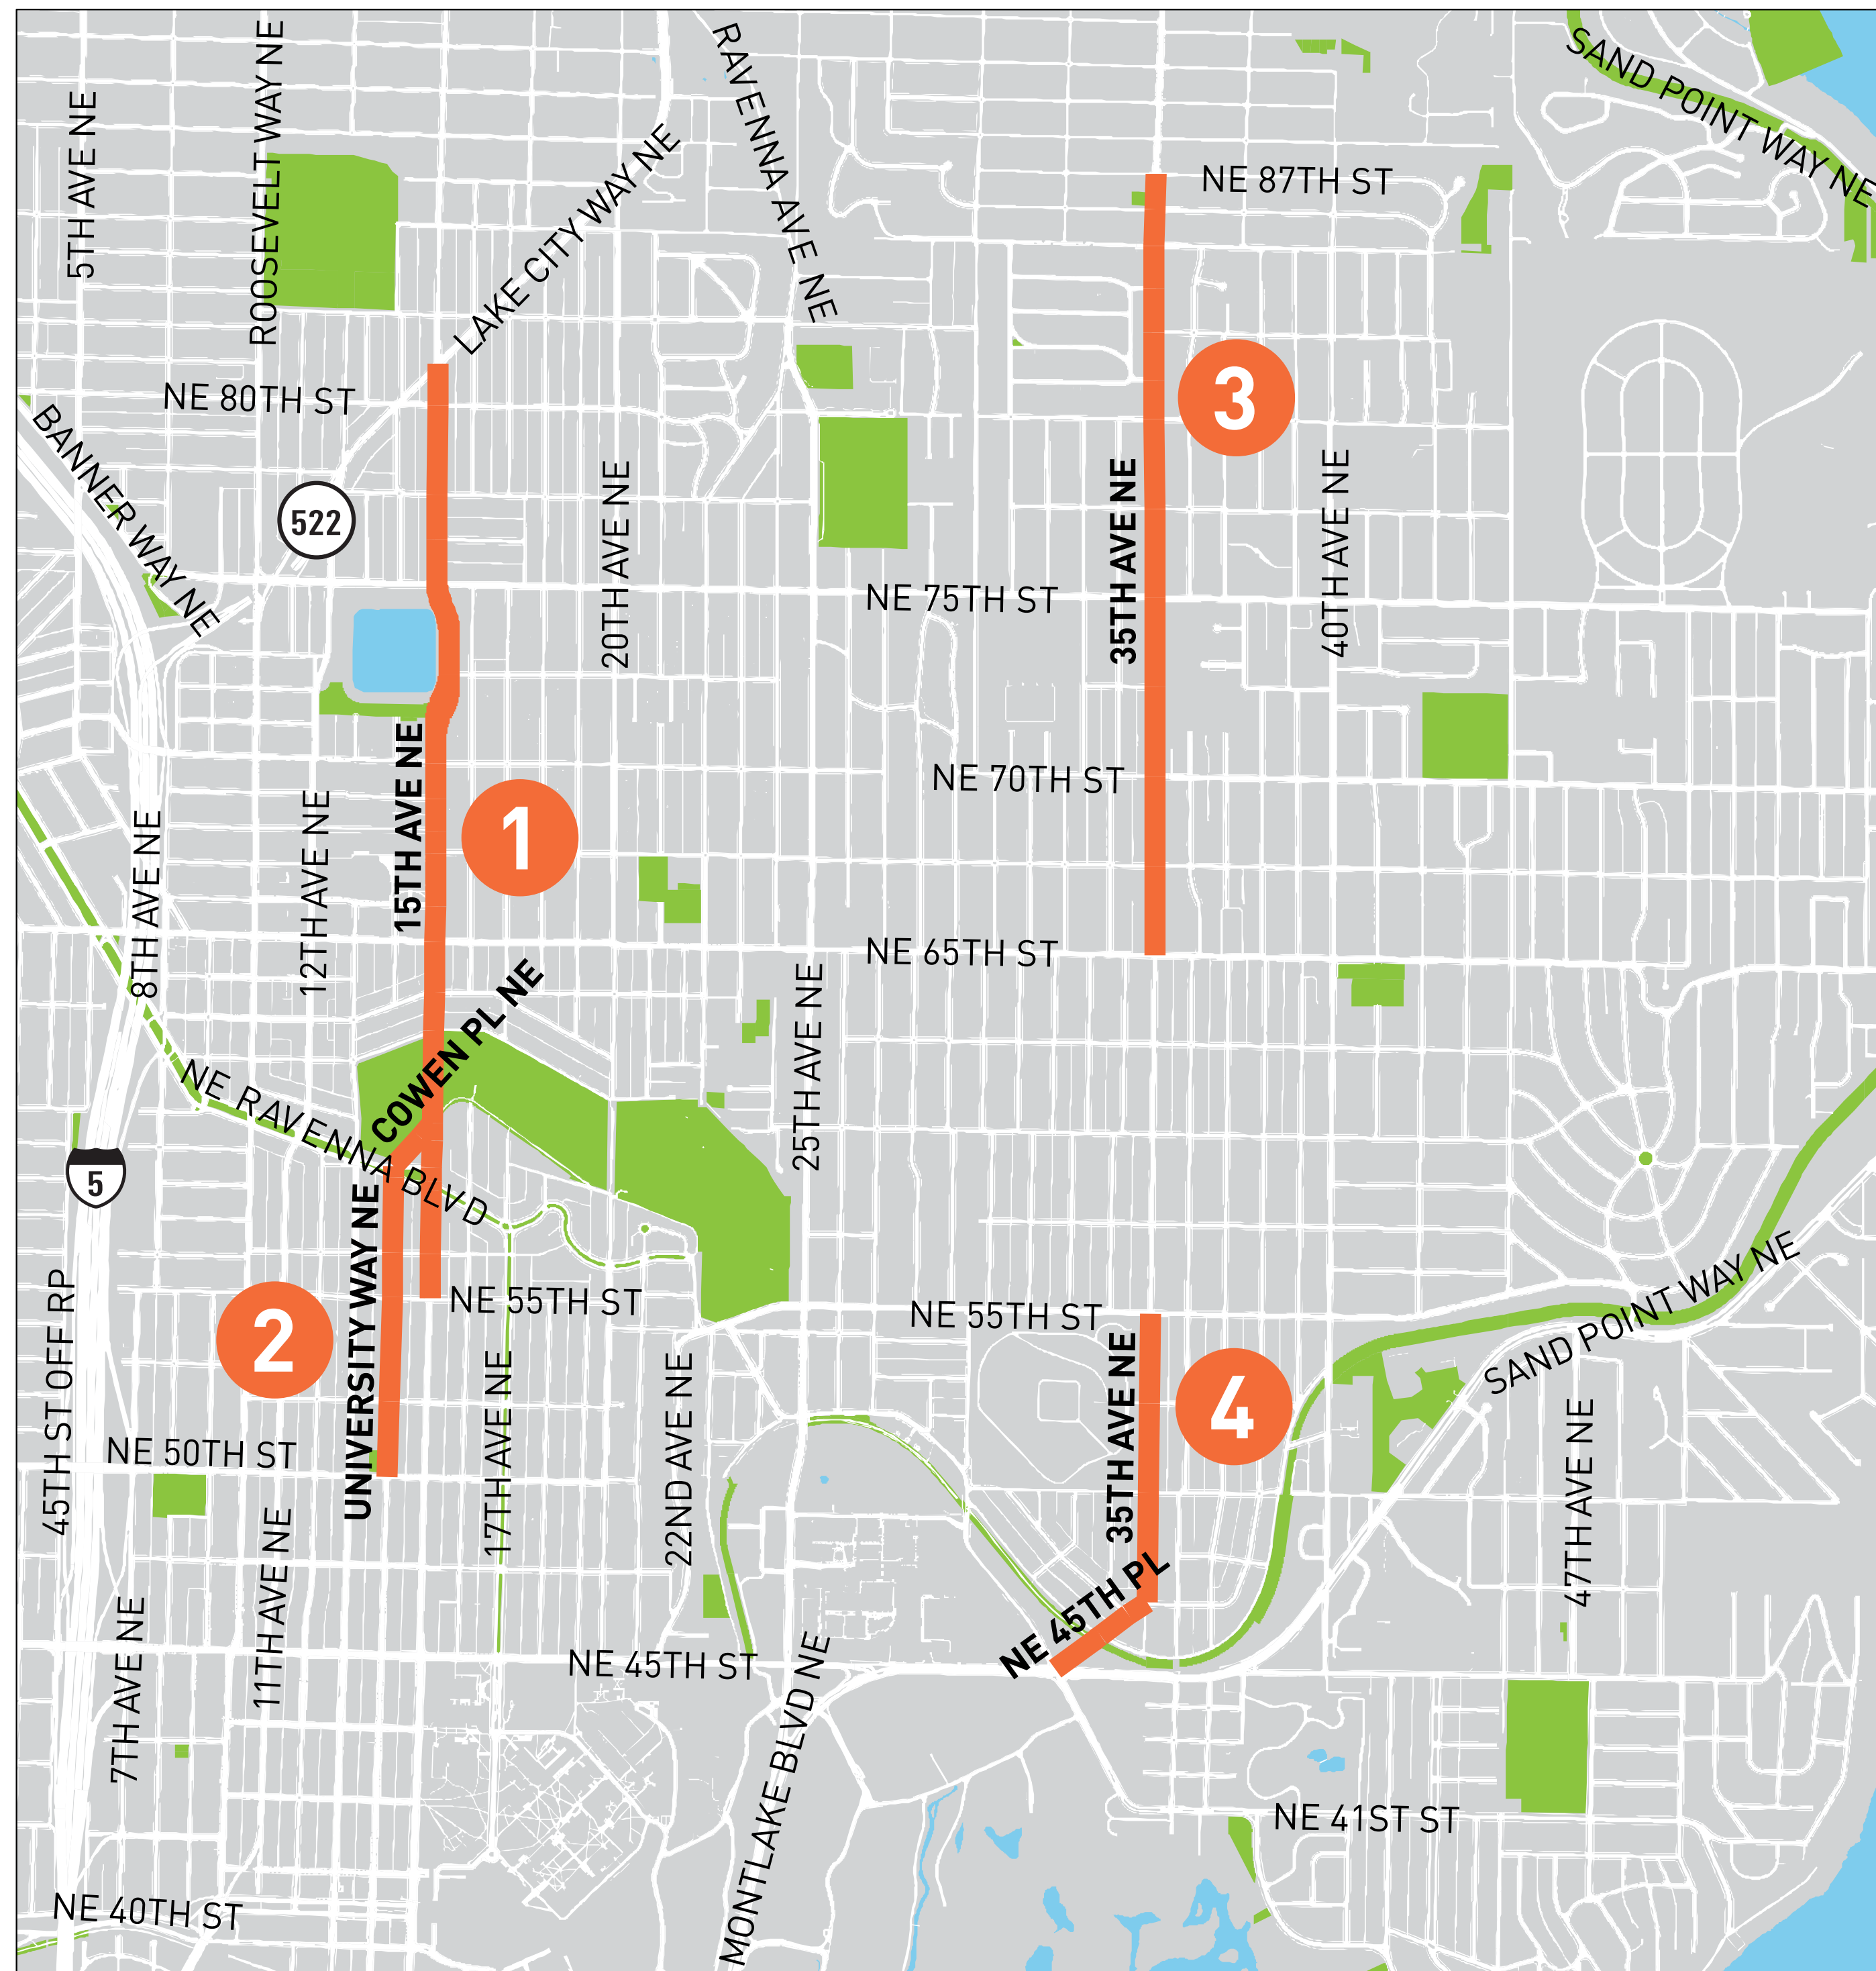 RAVENNA AVE NE
ROOSEVELT WAY NE
SAND POINT WAY NE
5TH AVE NE
LAKE CITY WAY NE
NE 87TH ST
NE 80TH ST
3
BANNER WAY NE
522
20TH AVE NE
35TH AVE NE
40TH AVE NE
NE 75TH ST
15TH AVE NE
NE 70TH ST
1
12TH AVE NE
8TH AVE NE
NE 65TH ST
COWEN PL NE
25TH AVE NE
NE RAVENNA BLVD
5
UNIVERSITY WAY NE
SAND POINT WAY NE
NE 55TH ST
NE 55TH ST
45TH ST OFF RP
2
35TH AVE NE
4
17TH AVE NE
22ND AVE NE
47TH AVE NE
NE 50TH ST
11TH AVE NE
NE 45TH PL
7TH AVE NE
NE 45TH ST
MONTLAKE BLVD NE
NE 41ST ST
NE 40TH ST